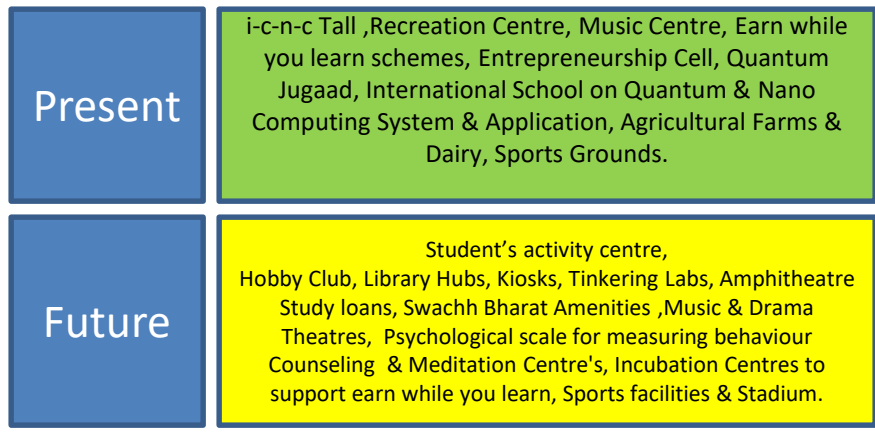 Present
i-c-n-c Tall ,Recreation Centre, Music Centre, Earn while
you learn schemes, Entrepreneurship Cell, Quantum
Jugaad, International School on Quantum & Nano
Computing System & Application, Agricultural Farms &
Dairy, Sports Grounds.
Future
Student’s activity centre,
Hobby Club, Library Hubs, Kiosks, Tinkering Labs, Amphitheatre
Study loans, Swachh Bharat Amenities ,Music & Drama
Theatres, Psychological scale for measuring behaviour
Counseling & Meditation Centre's, Incubation Centres to
support earn while you learn, Sports facilities & Stadium.